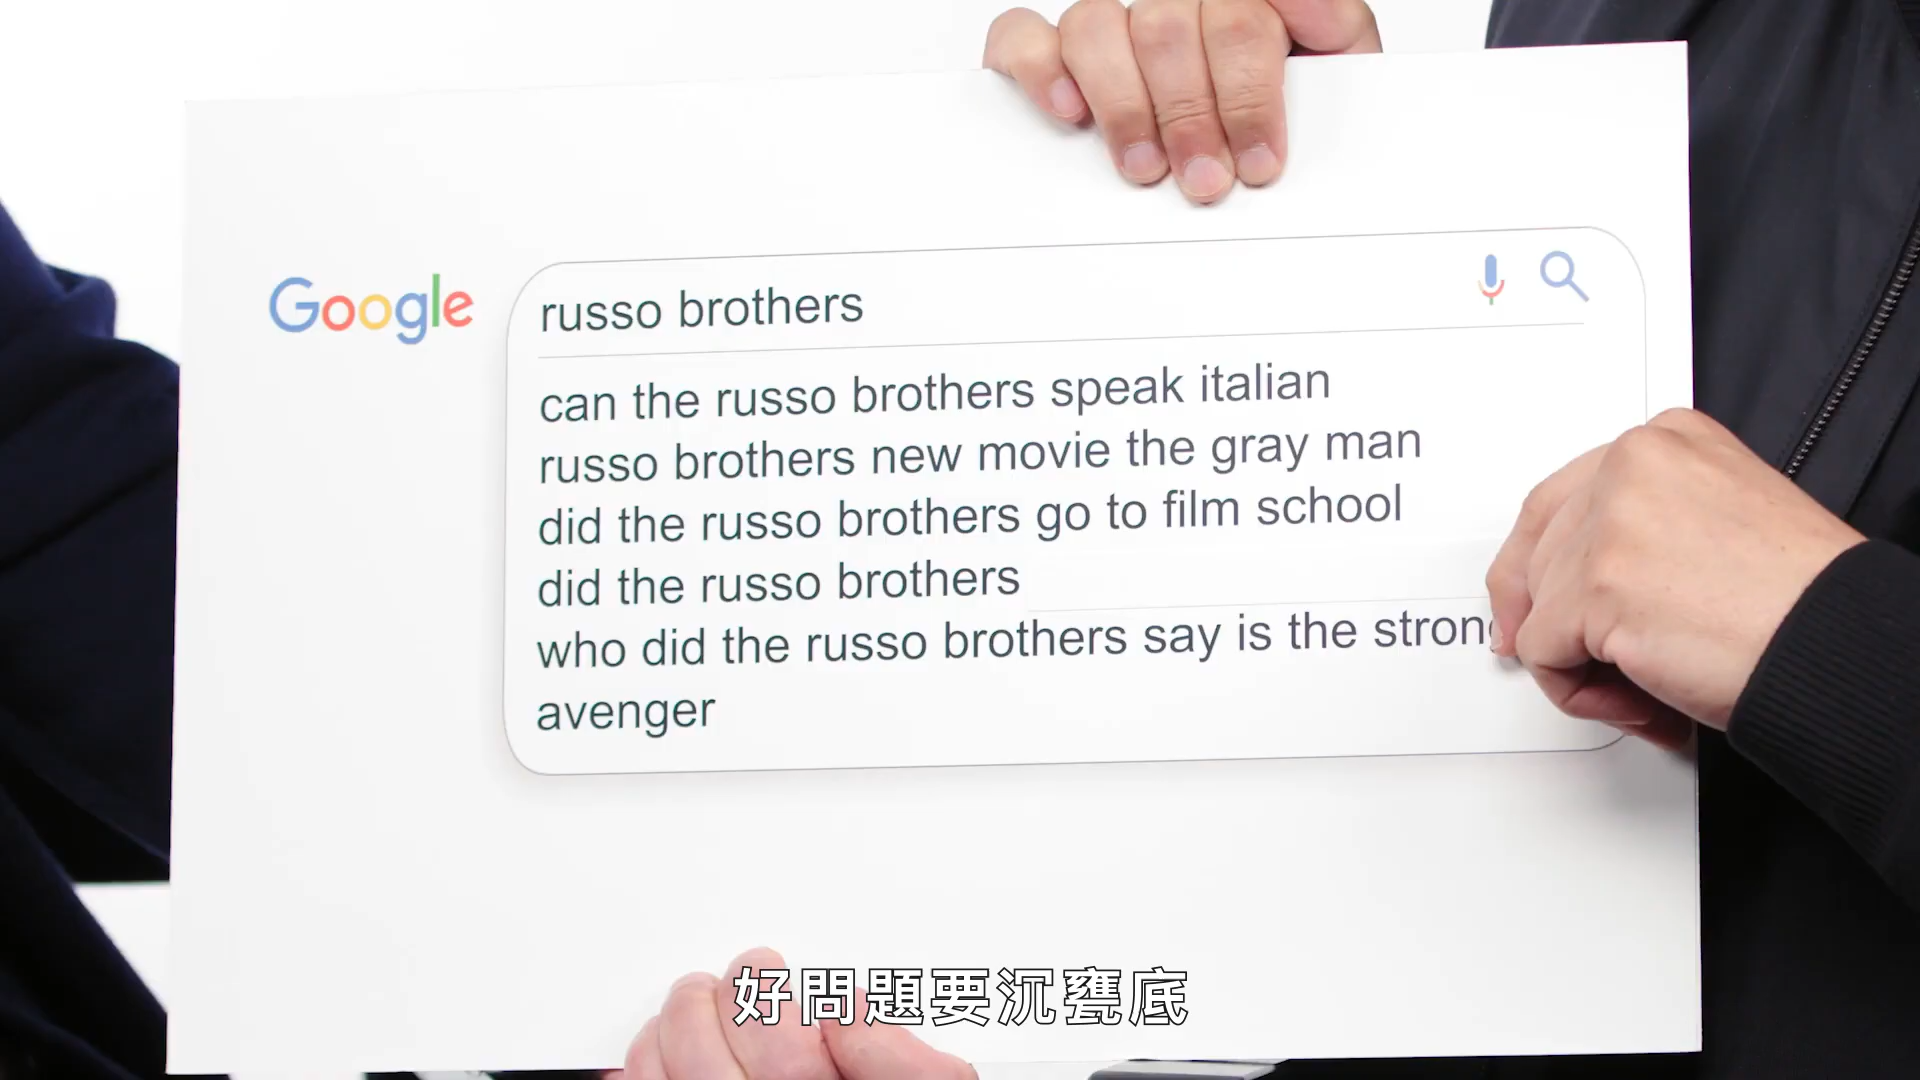 Google
russo brothers
can the russo brothers speak italian
russo brothers new movie the gray man
did the russo brothers go to film school
did the russo brothers
who did the russo brothers say is the
avenger
好問題要沉甕底